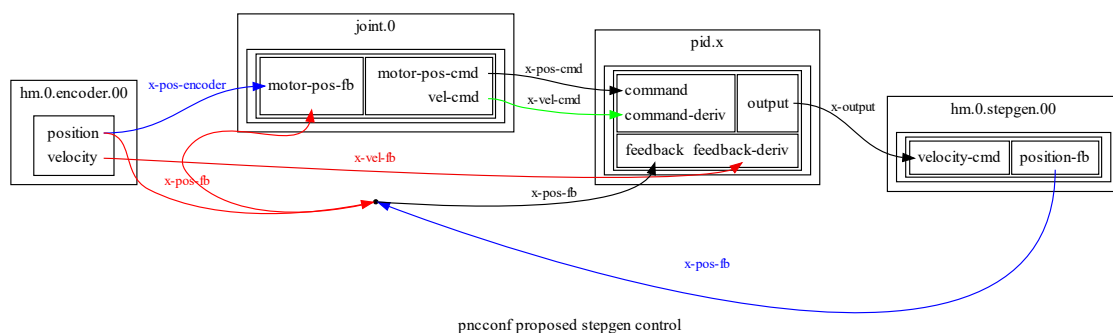 joint.0
motor-pos-fb
motor-pos-cmd
vel-cmd
pid.x
command
command-deriv
output
feedback
feedback-deriv
hm.0.encoder.00
position
velocity
hm.0.stepgen.00
velocity-cmd
position-fb
x-pos-encoder
x-pos-cmd
x-vel-cmd
x-output
x-vel-fb
x-pos-fb
x-pos-fb
x-pos-fb
pncconf proposed stepgen control